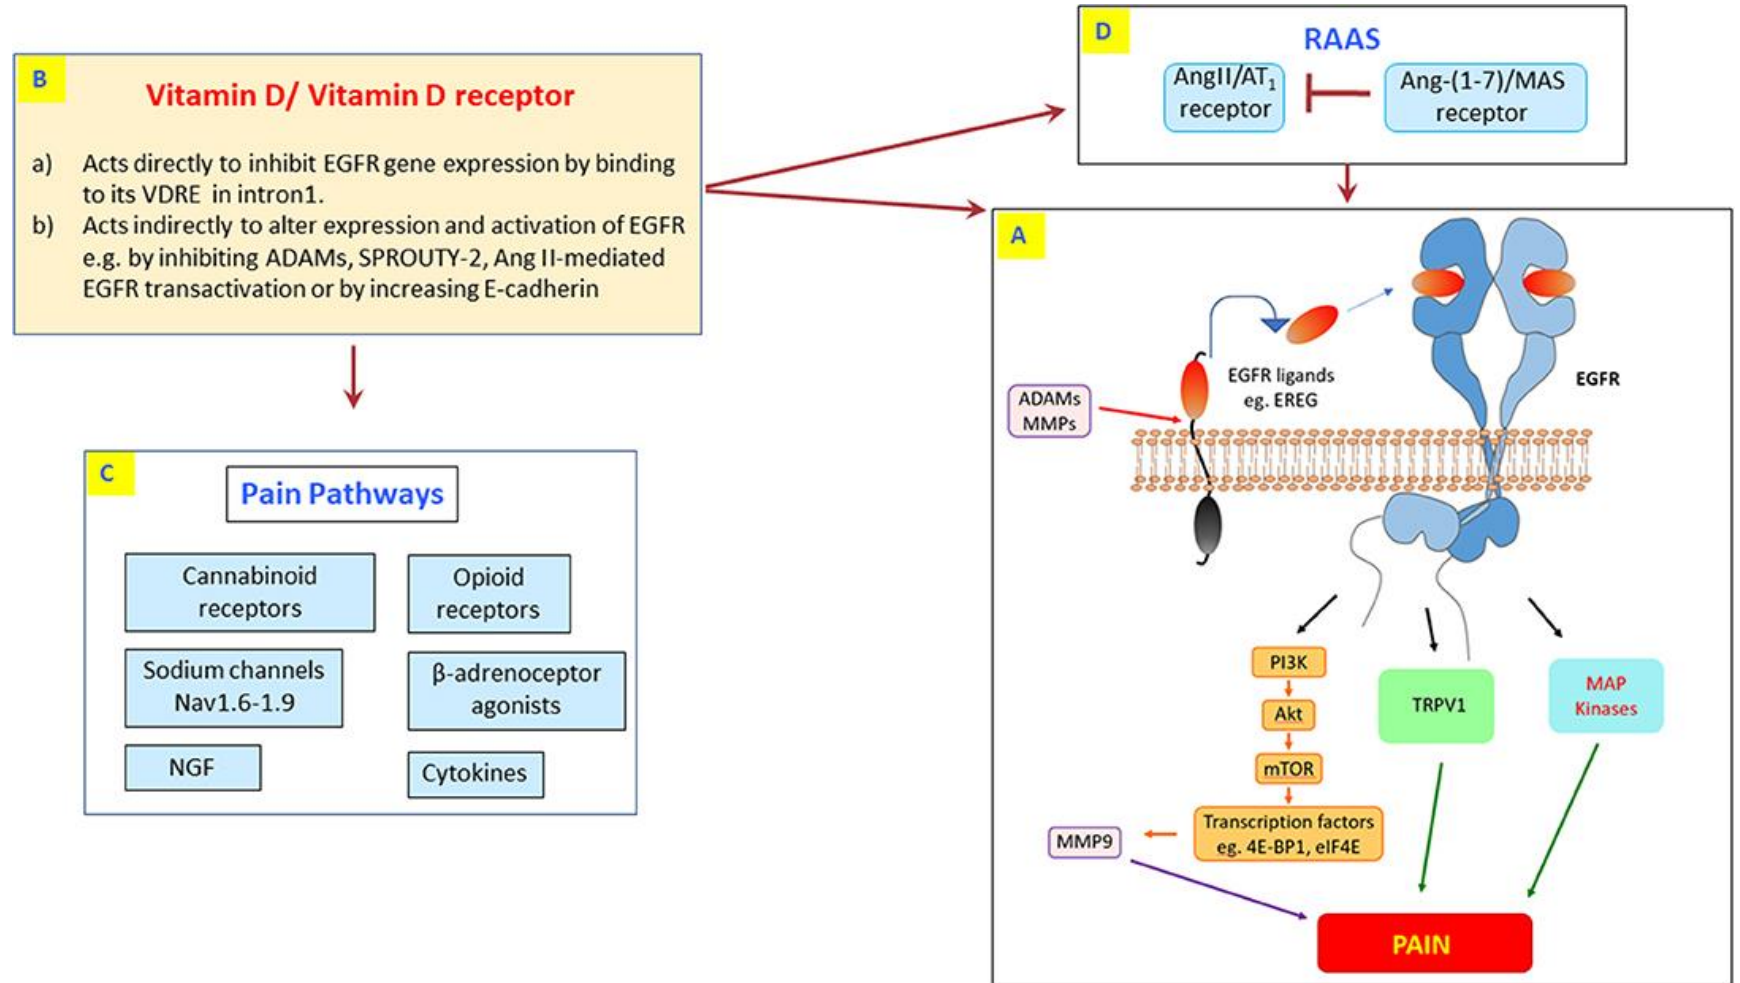 B
Vitamin D/ Vitamin D receptor
a) Acts directly to inhibit EGFR gene expression by binding
to its VDRE in intron1.
b) Acts indirectly to alter expression and activation of EGFR
e.g. by inhibiting ADAMs, SPROUTY-2, Ang II-mediated
EGFR transactivation or by increasing E-cadherin
D
RAAS
AngII/AT₁
receptor
Ang-(1-7)/MAS
receptor
C
Pain Pathways
Cannabinoid
receptors
Opioid
receptors
Sodium channels
Nav1.6-1.9
β-adrenoceptor
agonists
NGF
Cytokines
A
EGFR ligands
eg. EREG
EGFR
ADAMs
MMPs
PI3K
Akt
mTOR
Transcription factors
eg. 4E-BP1, eIF4E
MMP9
TRPV1
MAP
Kinases
PAIN